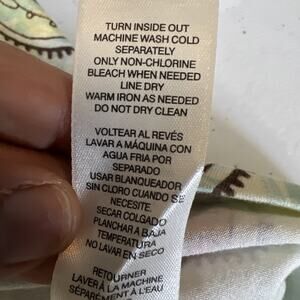 TURN INSIDE OUT
MACHINE WASH COLD
SEPARATELY
ONLY NON-CHLORINE
BLEACH WHEN NEEDED
LINE DRY
WARM IRON AS NEEDED
DO NOT DRY CLEAN
VOLTEAR AL REVÉS
LAVAR A MÁQUINA CON
AGUA FRIA POR
SEPARADO
USAR BLANQUEADOR
SIN CLORO CUANDO SE
NECESITE.
SECAR COLGADO
PLANCHAR A BAJA
TEMPERATURA
NO LAVAR EN SECO
RETOURNER
LAVER À LA MACHINE
SÉPARÉMENT À L'EAU